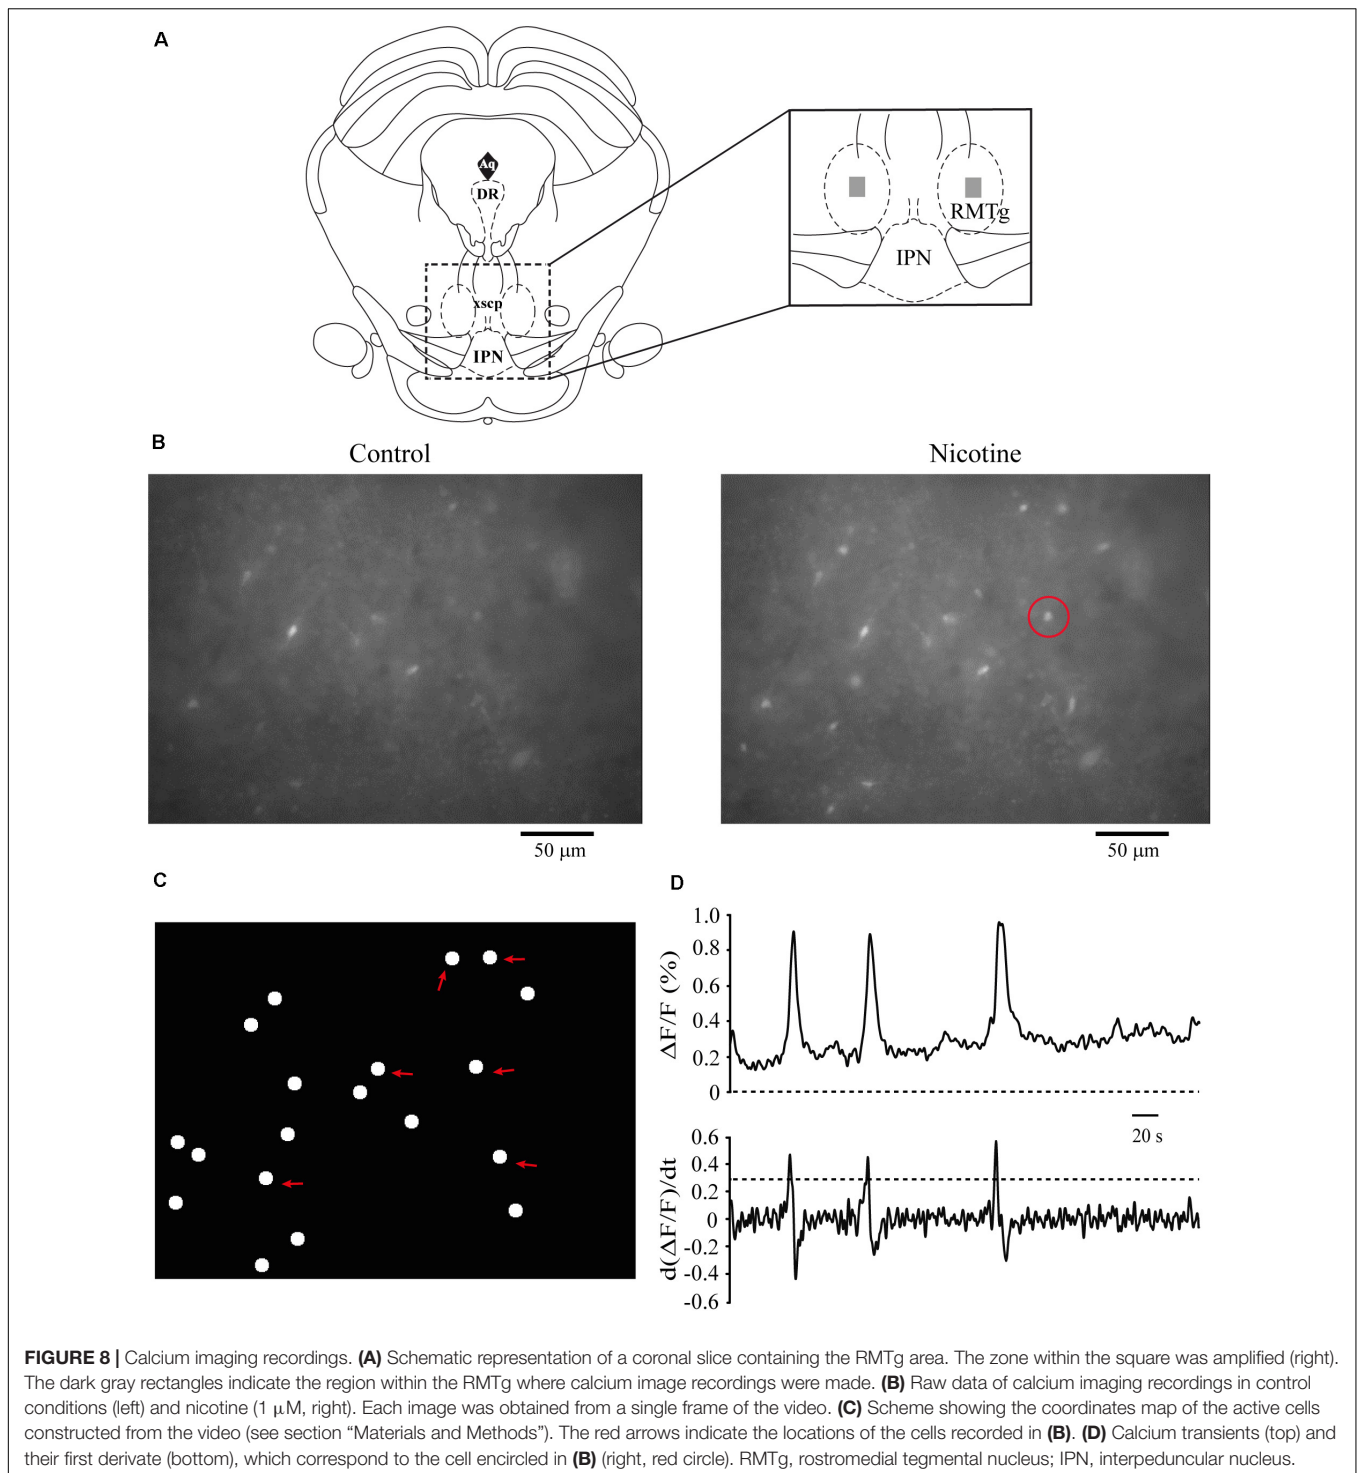 A
Aq
DR
xscp
IPN
RMTg
IPN
B
Control
Nicotine
50 μm
50 μm
C
D
1.0
0.8
0.6
0.4
0.2
0
ΔF/F (%)
20 s
0.6
0.4
0.2
0
-0.2
-0.4
-0.6
d(ΔF/F)/dt
FIGURE 8 | Calcium imaging recordings. (A) Schematic representation of a coronal slice containing the RMTg area. The zone within the square was amplified (right).
The dark gray rectangles indicate the region within the RMTg where calcium image recordings were made. (B) Raw data of calcium imaging recordings in control
conditions (left) and nicotine (1 μM, right). Each image was obtained from a single frame of the video. (C) Scheme showing the coordinates map of the active cells
constructed from the video (see section “Materials and Methods”). The red arrows indicate the locations of the cells recorded in (B). (D) Calcium transients (top) and
their first derivate (bottom), which correspond to the cell encircled in (B) (right, red circle). RMTg, rostromedial tegmental nucleus; IPN, interpeduncular nucleus.